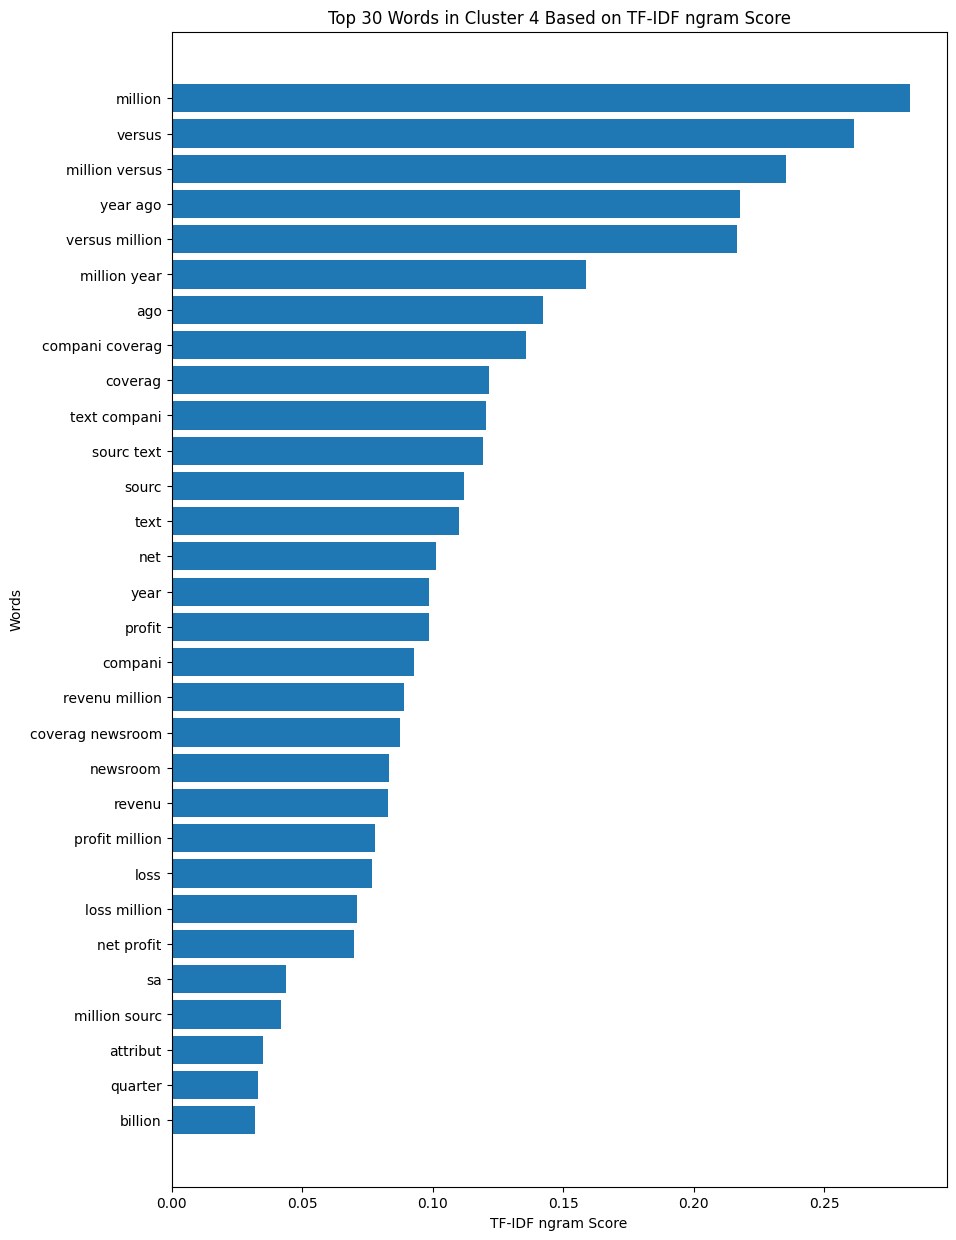 Top 30 Words in Cluster 4 Based on TF-IDF ngram Score
million
versus
million versus
year ago
versus million
million year
ago
compani coverag
coverag
text compani
sourc text
sourc
text
net
year
profit
compani
revenu million
coverag newsroom
newsroom
revenu
profit million
loss
loss million
net profit
sa
million sourc
attribut
quarter
billion
Words
0.00 0.05 0.10 0.15 0.20 0.25
TF-IDF ngram Score